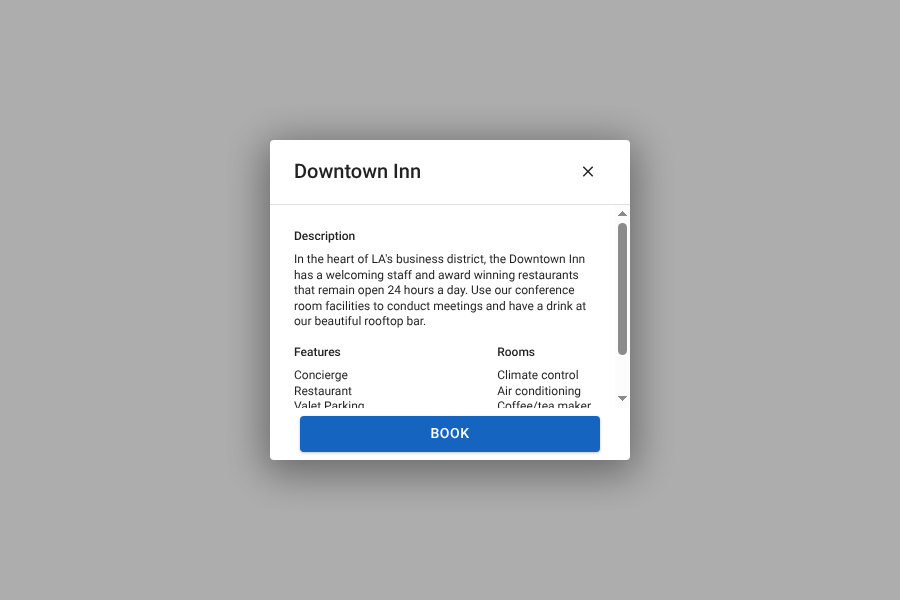 Downtown Inn
Description
In the heart of LA's business district, the Downtown Inn
has a welcoming staff and award winning restaurants
that remain open 24 hours a day. Use our conference
room facilities to conduct meetings and have a drink at
our beautiful rooftop bar.
Features
Rooms
Concierge
Climate control
Restaurant
Air conditioning
Valet Parking
Coffee/tea maker
BOOK